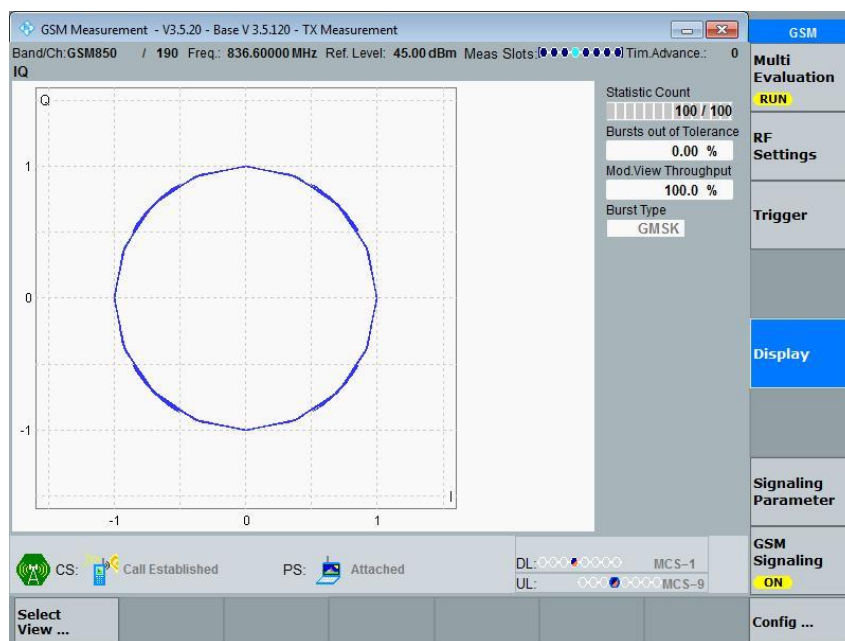 GSM Measurement - V3.5.20 - Base V 3.5.120 - TX Measurement
GSM
Band/Ch:GSM850 / 190 Freq.: 836.60000 MHz Ref. Level: 45.00 dBm Meas Slots: Tim.Advance.: 0
IQ
Q
1
0
-1
-1 0 1
I
Statistic Count
100 / 100
Bursts out of Tolerance
0.00 %
Mod.View Throughput
100.0 %
Burst Type
GMSK
Multi
Evaluation
RUN
RF
Settings
Trigger
Display
Signaling
Parameter
GSM
Signaling
ON
CS: Call Established PS: Attached DL: MCS-1
UL: MCS-9
Select
View ...
Config ...